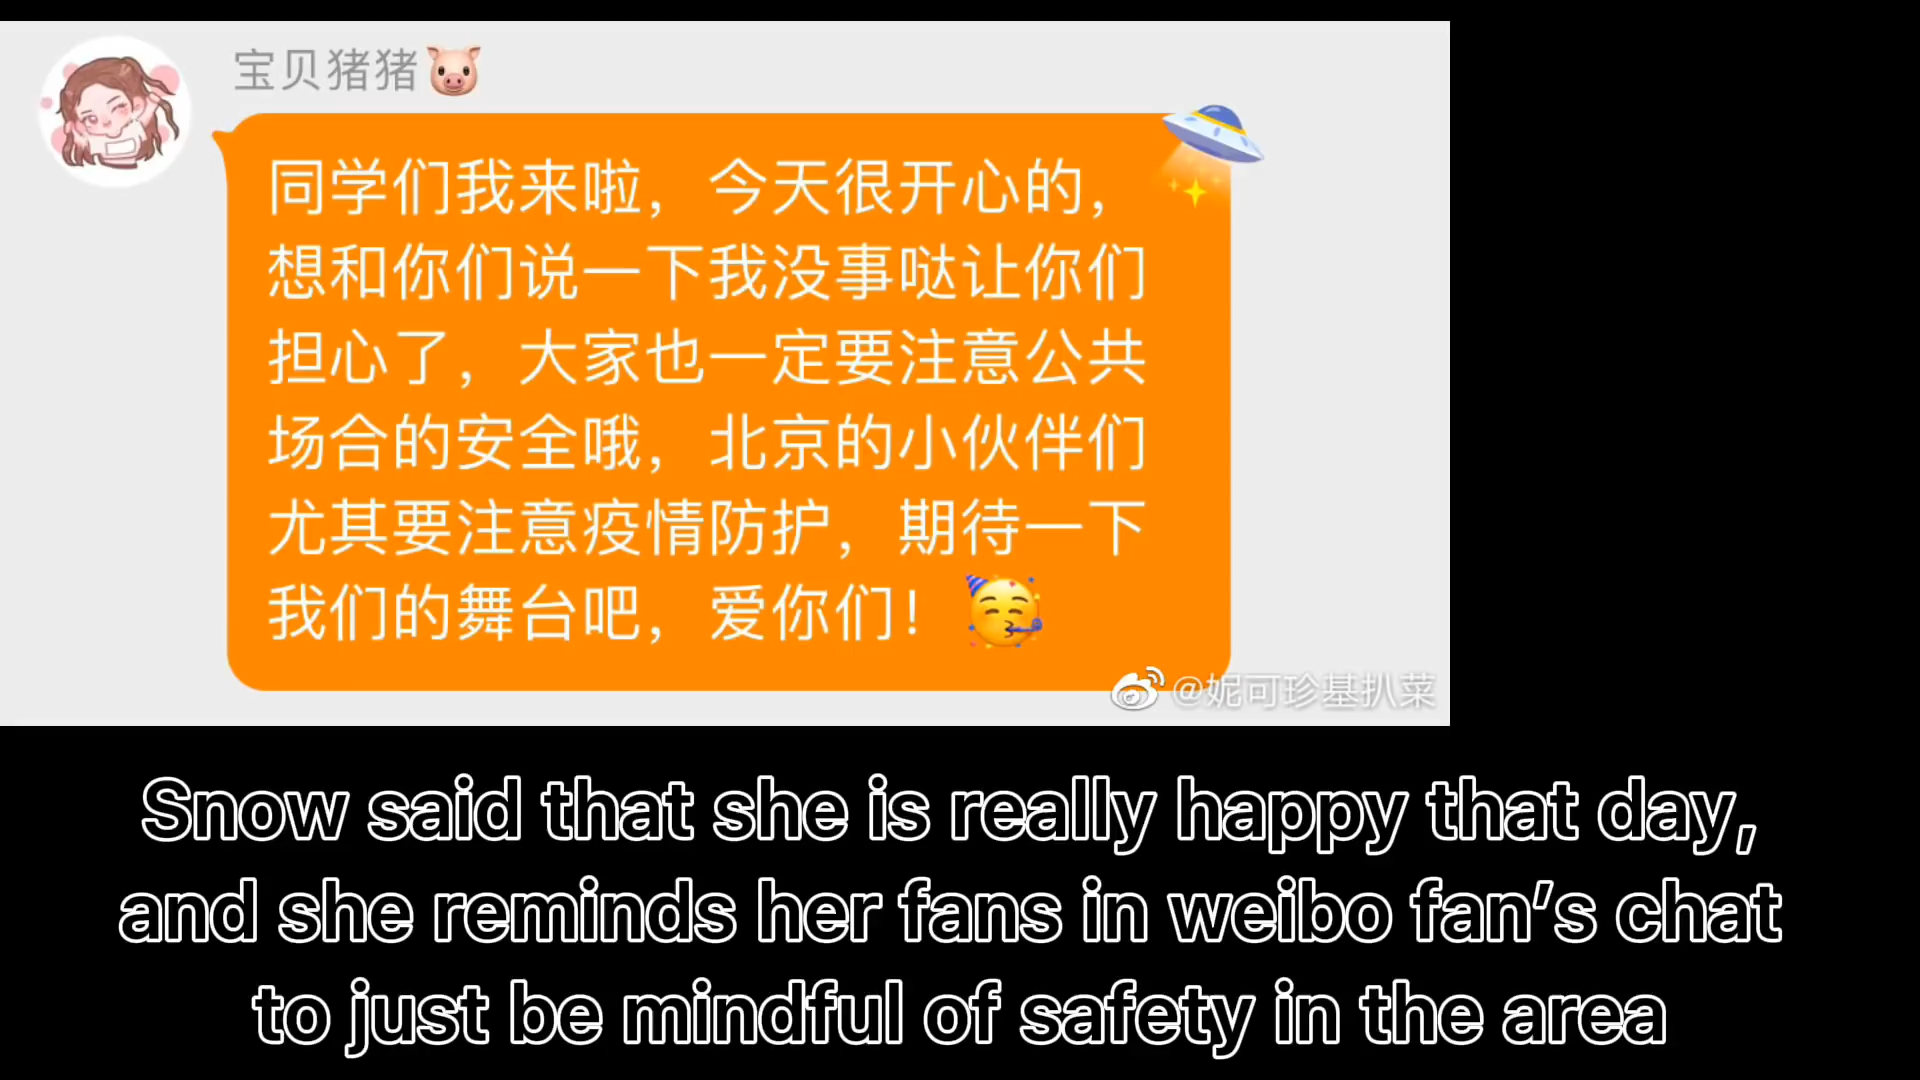 宝贝猪猪🐷
同学们我来啦，今天很开心的，
想和你们说一下我没事哒让你们
担心了，大家也一定要注意公共
场合的安全哦，北京的小伙伴们
尤其要注意疫情防护，期待一下
我们的舞台吧，爱你们！🥳
@妮可珍基扒菜
Snow said that she is really happy that day,
and she reminds her fans in weibo fan’s chat
to just be mindful of safety in the area